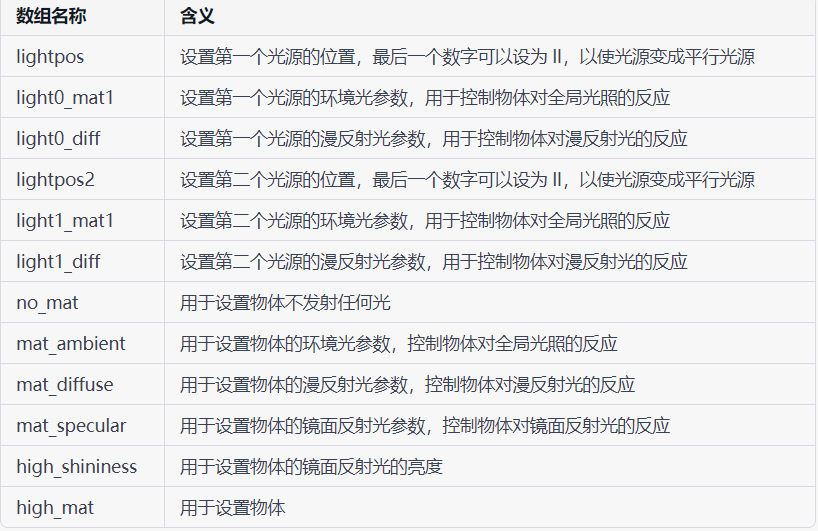 数组名称 含义
lightpos 设置第一个光源的位置，最后一个数字可以设为 II，以使光源变成平行光源
light0_mat1 设置第一个光源的环境光参数，用于控制物体对全局光照的反应
light0_diff 设置第一个光源的漫反射光参数，用于控制物体对漫反射光的反应
lightpos2 设置第二个光源的位置，最后一个数字可以设为 II，以使光源变成平行光源
light1_mat1 设置第二个光源的环境光参数，用于控制物体对全局光照的反应
light1_diff 设置第二个光源的漫反射光参数，用于控制物体对漫反射光的反应
no_mat 用于设置物体不发射任何光
mat_ambient 用于设置物体的环境光参数，控制物体对全局光照的反应
mat_diffuse 用于设置物体的漫反射光参数，控制物体对漫反射光的反应
mat_specular 用于设置物体的镜面反射光参数，控制物体对镜面反射光的反应
high_shininess 用于设置物体的镜面反射光的亮度
high_mat 用于设置物体